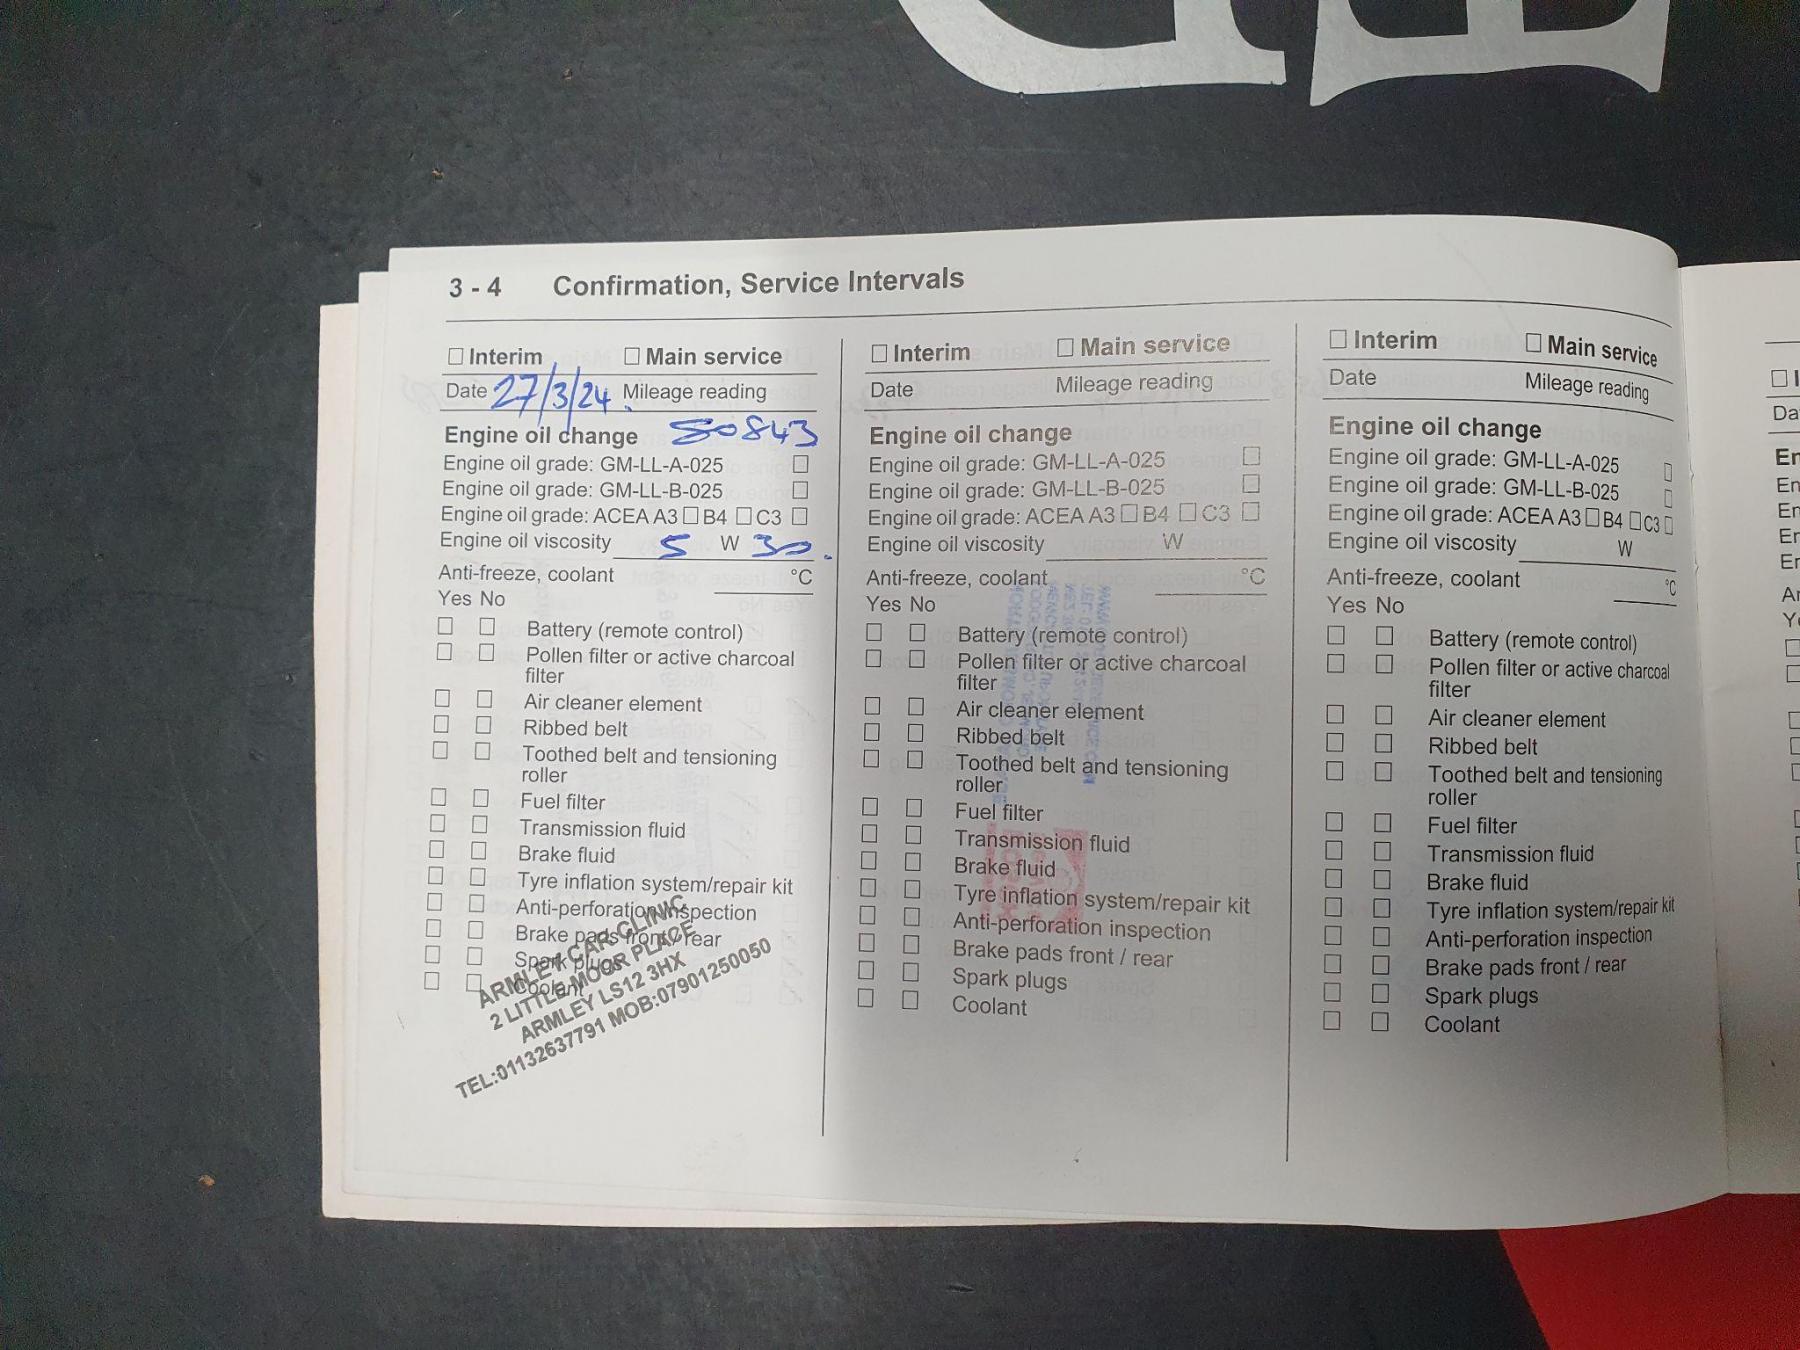 3 - 4 Confirmation, Service Intervals
Interim Main service
Date 27/3/24. Mileage reading
Engine oil change 50843
Engine oil grade: GM-LL-A-025
Engine oil grade: GM-LL-B-025
Engine oil grade: ACEA A3 B4 C3
Engine oil viscosity 5 W 30.
Anti-freeze, coolant °C
Yes No
Battery (remote control)
Pollen filter or active charcoal
filter
Air cleaner element
Ribbed belt
Toothed belt and tensioning
roller
Fuel filter
Transmission fluid
Brake fluid
Tyre inflation system/repair kit
Anti-perforation inspection
Brake pads front / rear
Spark plugs
Coolant
ARMLEY CAR CLINIC
2 LITTLE MOOR PLACE
ARMLEY LS12 3HX
TEL:01132637791 MOB:07901250050
Interim Main service
Date Mileage reading
Engine oil change
Engine oil grade: GM-LL-A-025
Engine oil grade: GM-LL-B-025
Engine oil grade: ACEA A3 B4 C3
Engine oil viscosity W
Anti-freeze, coolant °C
Yes No
Battery (remote control)
Pollen filter or active charcoal
filter
Air cleaner element
Ribbed belt
Toothed belt and tensioning
roller
Fuel filter
Transmission fluid
Brake fluid
Tyre inflation system/repair kit
Anti-perforation inspection
Brake pads front / rear
Spark plugs
Coolant
Interim Main service
Date Mileage reading
Engine oil change
Engine oil grade: GM-LL-A-025
Engine oil grade: GM-LL-B-025
Engine oil grade: ACEA A3 B4 C3
Engine oil viscosity W
Anti-freeze, coolant °C
Yes No
Battery (remote control)
Pollen filter or active charcoal
filter
Air cleaner element
Ribbed belt
Toothed belt and tensioning
roller
Fuel filter
Transmission fluid
Brake fluid
Tyre inflation system/repair kit
Anti-perforation inspection
Brake pads front / rear
Spark plugs
Coolant